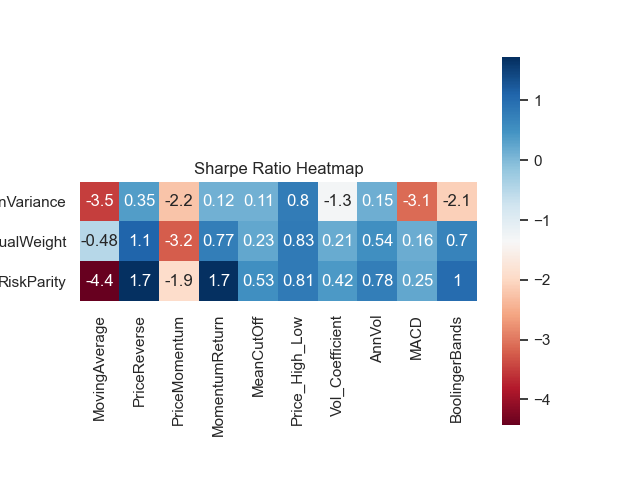 Sharpe Ratio Heatmap
nVariance -3.5 0.35 -2.2 0.12 0.11 0.8 -1.3 0.15 -3.1 -2.1
ualWeight -0.48 1.1 -3.2 0.77 0.23 0.83 0.21 0.54 0.16 0.7
RiskParity -4.4 1.7 -1.9 1.7 0.53 0.81 0.42 0.78 0.25 1
MovingAverage
PriceReverse
PriceMomentum
MomentumReturn
MeanCutOff
Price_High_Low
Vol_Coefficient
AnnVol
MACD
BoolingerBands
1
0
−1
−2
−3
−4